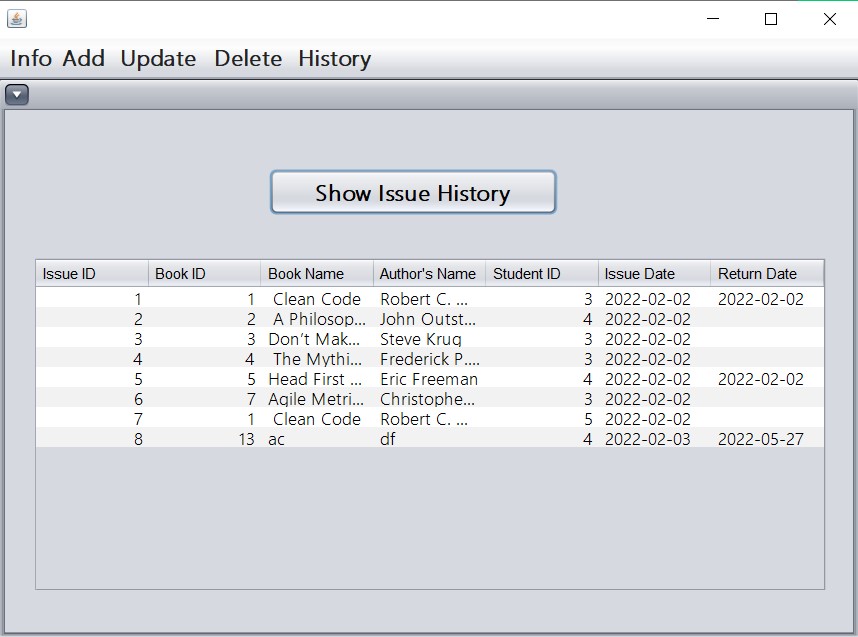 Info Add Update Delete History
Show Issue History
Issue ID Book ID Book Name Author's Name Student ID Issue Date Return Date
1 1 Clean Code Robert C. ... 3 2022-02-02 2022-02-02
2 2 A Philosop... John Outst... 4 2022-02-02
3 3 Don’t Mak... Steve Krug 3 2022-02-02
4 4 The Mythi... Frederick P.... 3 2022-02-02
5 5 Head First ... Eric Freeman 4 2022-02-02 2022-02-02
6 7 Agile Metri... Christophe... 3 2022-02-02
7 1 Clean Code Robert C. ... 5 2022-02-02
8 13 ac df 4 2022-02-03 2022-05-27